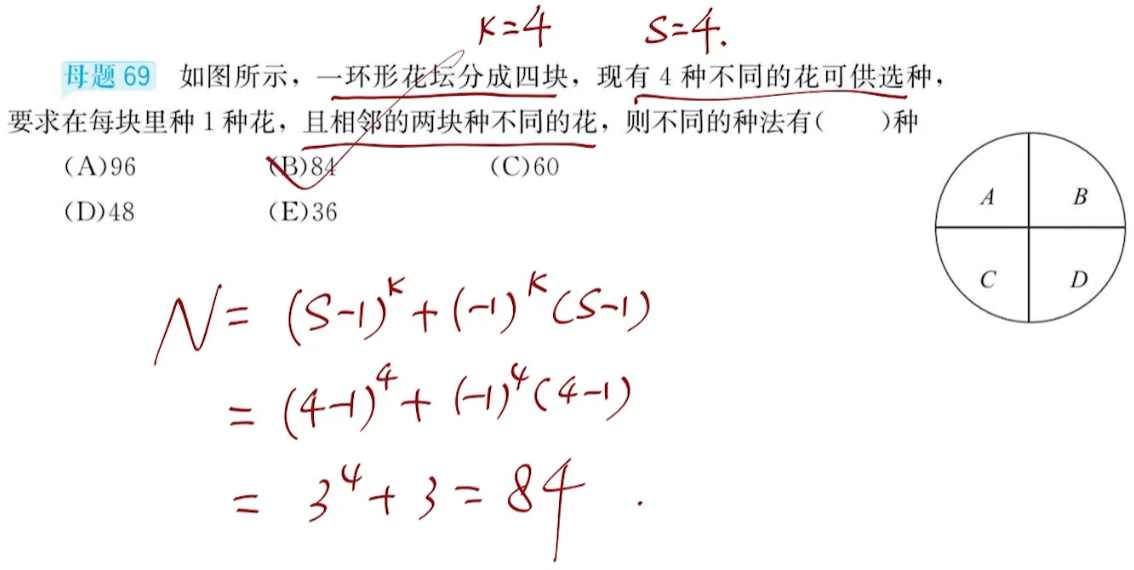 K=4 S=4.
母题 69 如图所示，一环形花坛分成四块，现有 4 种不同的花可供选种，
要求在每块里种 1 种花，且相邻的两块种不同的花，则不同的种法有(　　)种
(A)96 (B)84 (C)60
(D)48 (E)36
A B
C D
N = (S-1)^K + (-1)^K (S-1)
= (4-1)^4 + (-1)^4 (4-1)
= 3^4 + 3 = 84.